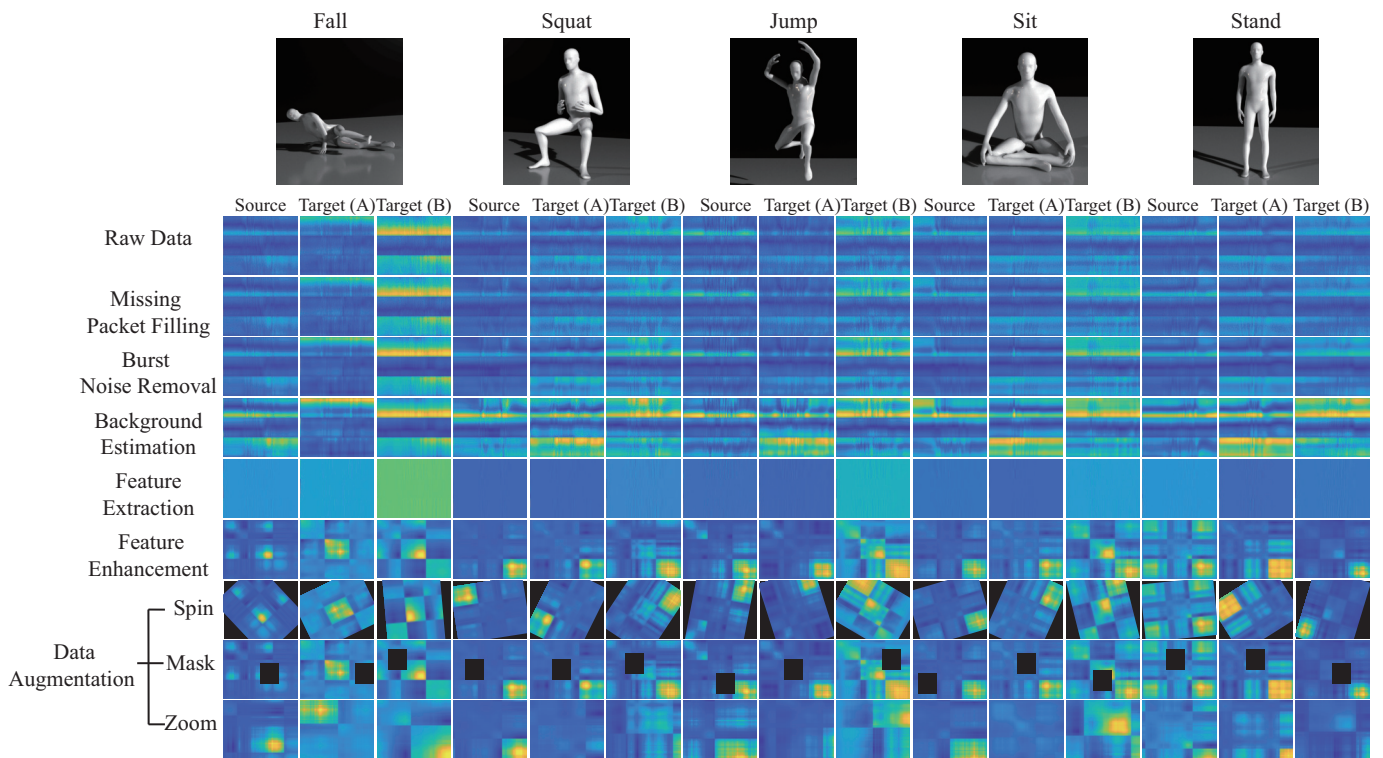 Fall Squat Jump Sit Stand
Source Target (A) Target (B) Source Target (A) Target (B) Source Target (A) Target (B) Source Target (A) Target (B) Source Target (A) Target (B)
Raw Data
Missing
Packet Filling
Burst
Noise Removal
Background
Estimation
Feature
Extraction
Feature
Enhancement
Data
Augmentation
Spin
Mask
Zoom